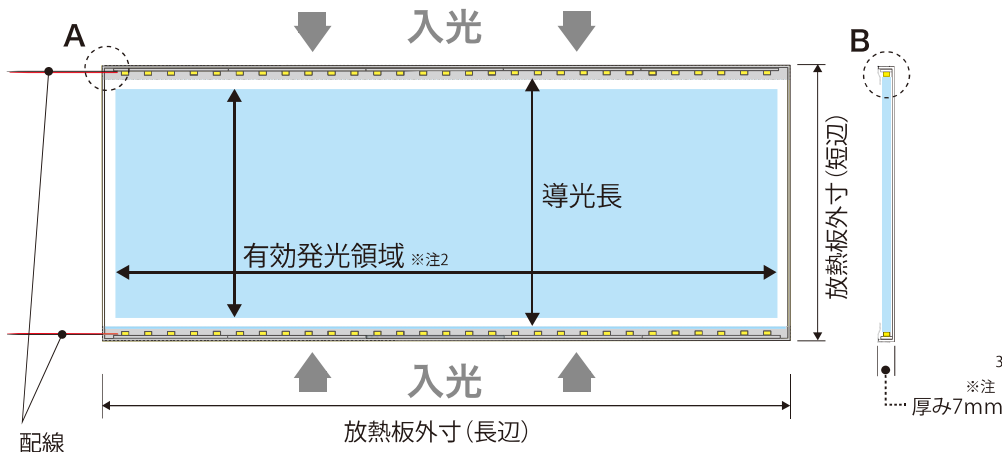 入光
A
B
導光長
有効発光領域 ※注2
放熱板外寸（短辺）
入光
3
※注
厚み7mm
放熱板外寸（長辺）
配線